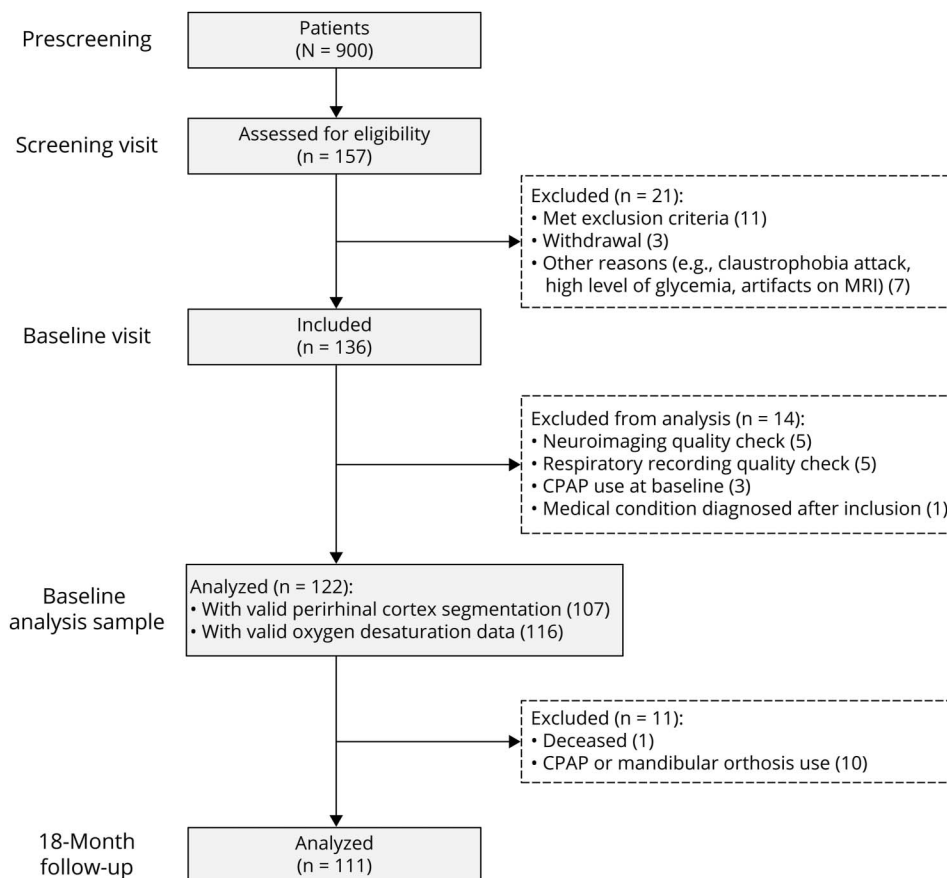 Prescreening
Patients
(N = 900)
Screening visit
Assessed for eligibility
(n = 157)
Excluded (n = 21):
• Met exclusion criteria (11)
• Withdrawal (3)
• Other reasons (e.g., claustrophobia attack,
high level of glycemia, artifacts on MRI) (7)
Baseline visit
Included
(n = 136)
Excluded from analysis (n = 14):
• Neuroimaging quality check (5)
• Respiratory recording quality check (5)
• CPAP use at baseline (3)
• Medical condition diagnosed after inclusion (1)
Baseline
analysis sample
Analyzed (n = 122):
• With valid perirhinal cortex segmentation (107)
• With valid oxygen desaturation data (116)
Excluded (n = 11):
• Deceased (1)
• CPAP or mandibular orthosis use (10)
18-Month
follow-up
Analyzed
(n = 111)